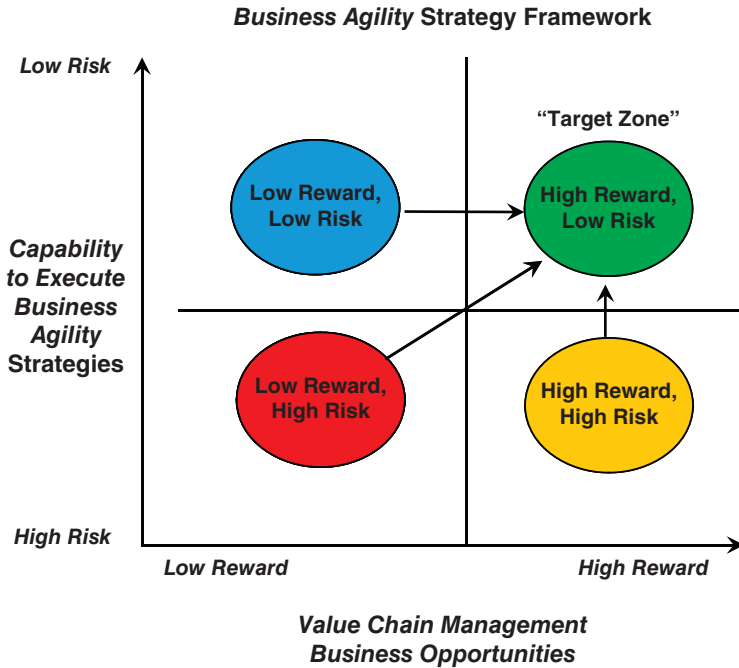 Business Agility Strategy Framework
Low Risk
“Target Zone”
Low Reward,
Low Risk
High Reward,
Low Risk
Capability
to Execute
Business
Agility
Strategies
Low Reward,
High Risk
High Reward,
High Risk
High Risk
Low Reward
High Reward
Value Chain Management
Business Opportunities